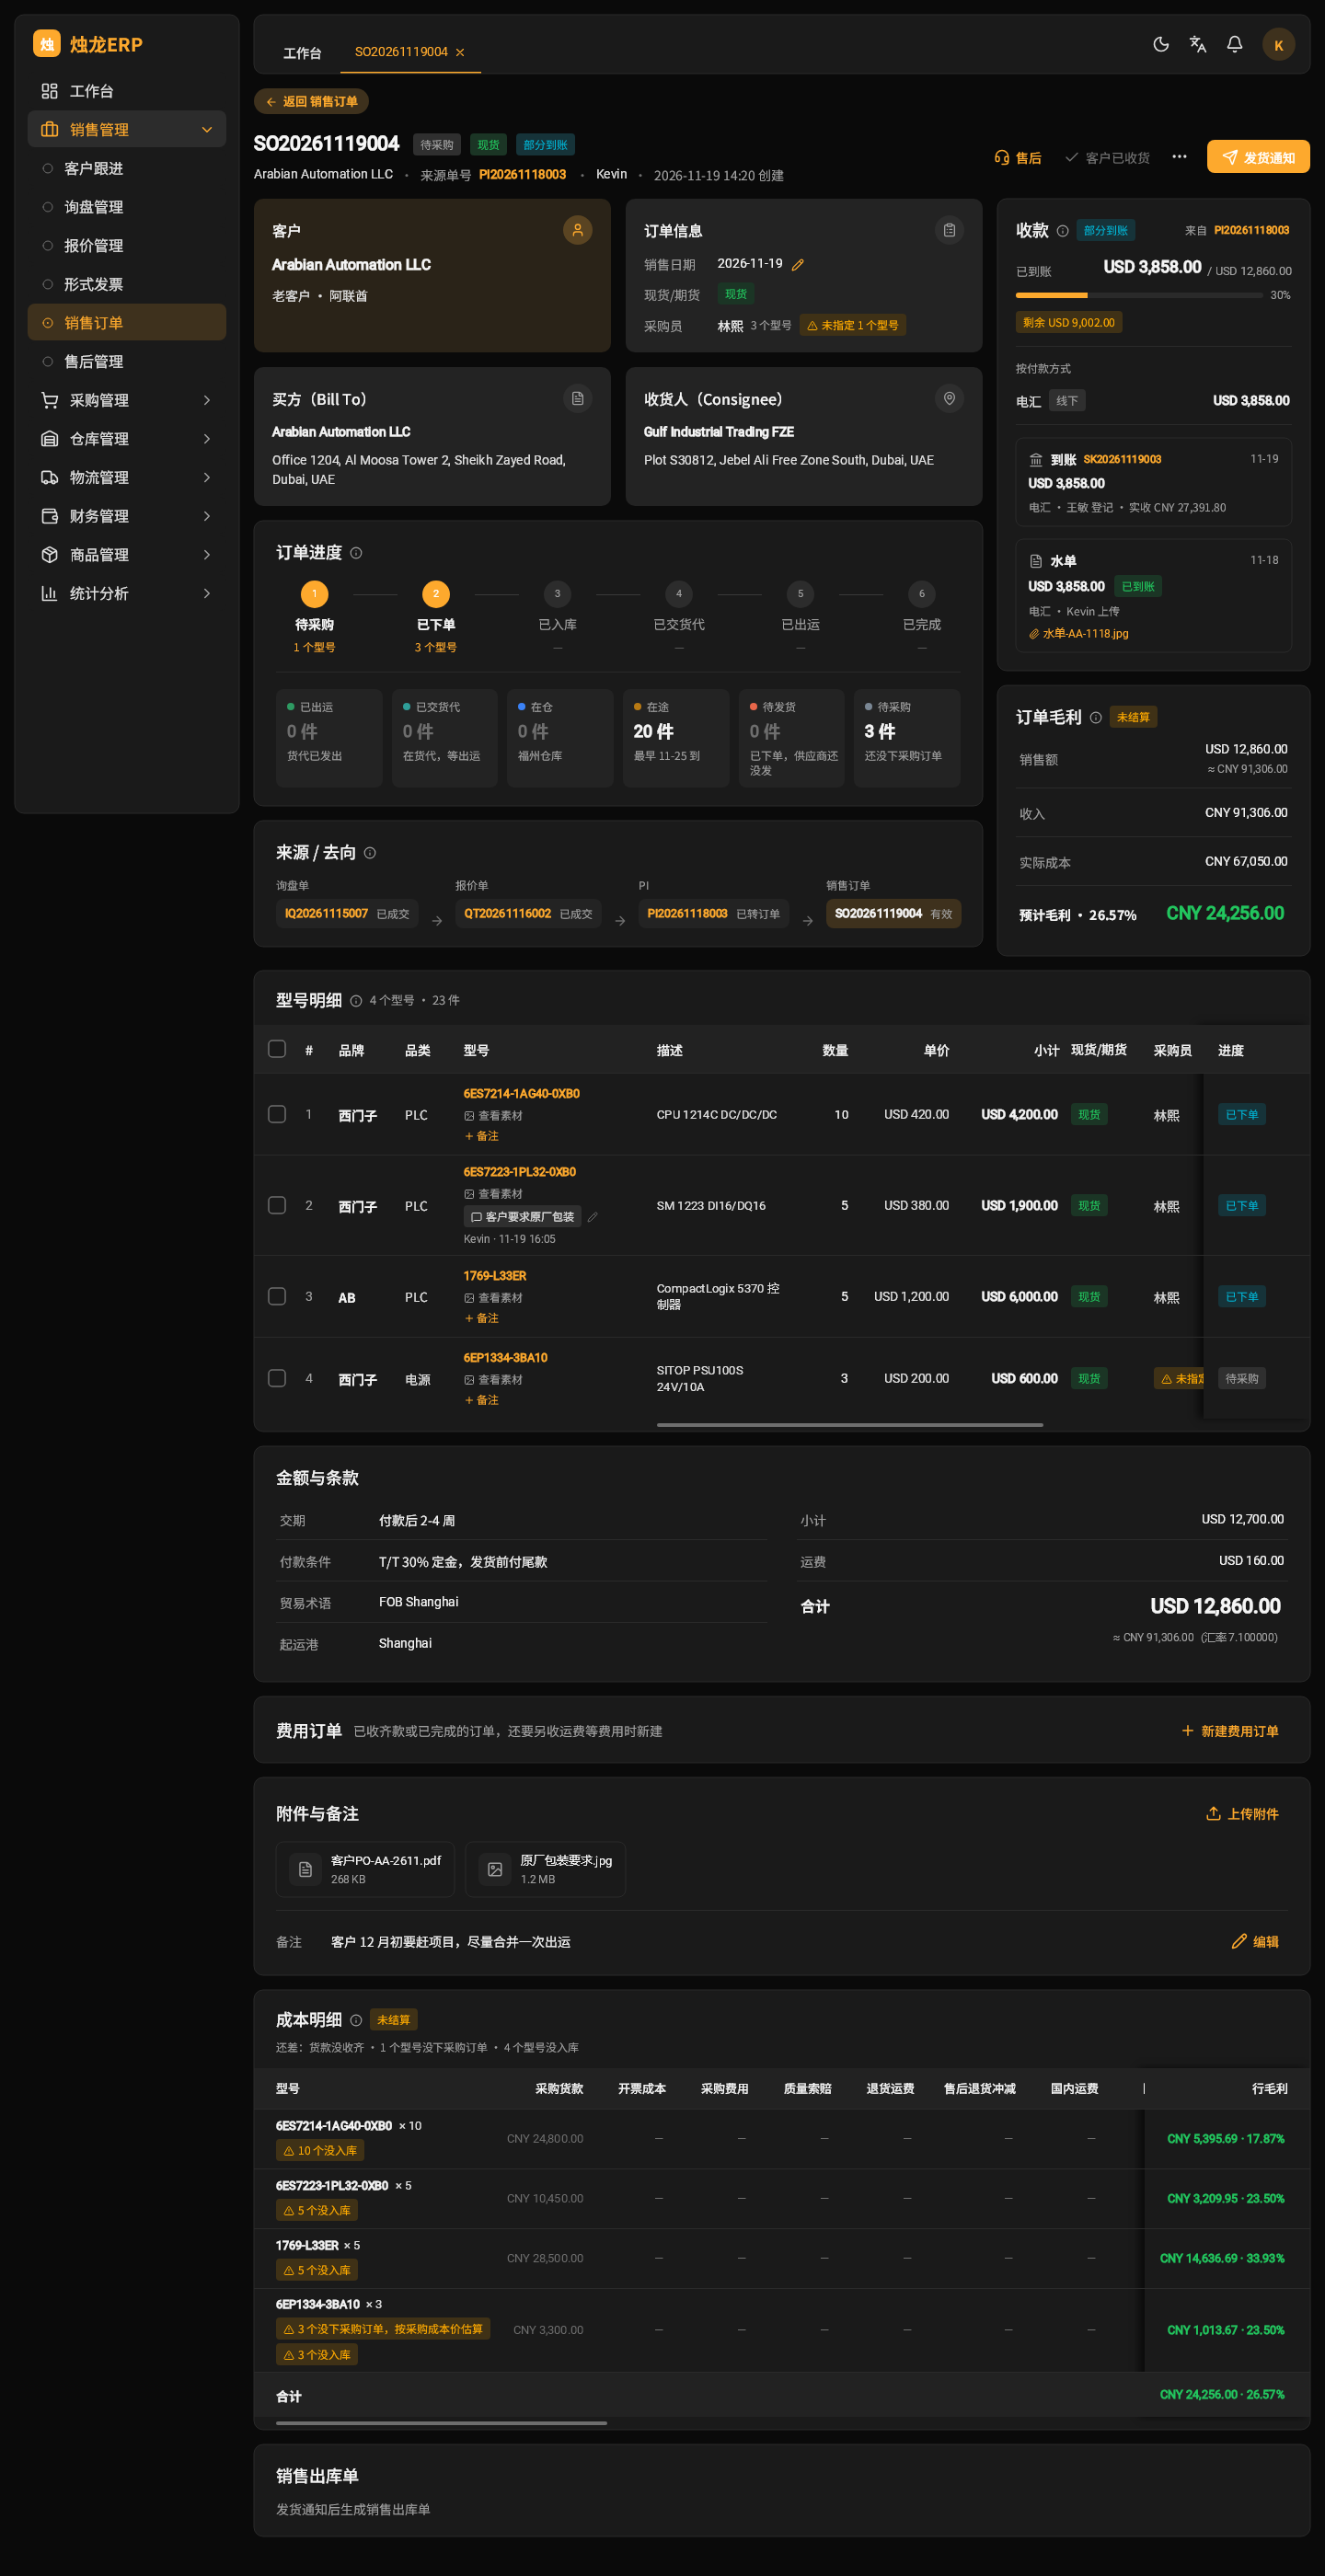 烛 烛龙ERP
工作台
销售管理
客户跟进
询盘管理
报价管理
形式发票
销售订单
售后管理
采购管理
仓库管理
物流管理
财务管理
商品管理
统计分析
工作台 SO20261119004
K
返回 销售订单
SO20261119004 待采购 现货 部分到账
Arabian Automation LLC • 来源单号 PI20261118003 • Kevin • 2026-11-19 14:20 创建
售后 客户已收货 ··· 发货通知
客户
Arabian Automation LLC
老客户 • 阿联酋
订单信息
销售日期 2026-11-19
现货/期货 现货
采购员 林熙 3 个型号 未指定 1 个型号
买方（Bill To）
Arabian Automation LLC
Office 1204, Al Moosa Tower 2, Sheikh Zayed Road,
Dubai, UAE
收货人（Consignee）
Gulf Industrial Trading FZE
Plot S30812, Jebel Ali Free Zone South, Dubai, UAE
收款 部分到账 来自 PI20261118003
已到账 USD 3,858.00 / USD 12,860.00
30%
剩余 USD 9,002.00
按付款方式
电汇 线下 USD 3,858.00
到账 SK20261119003 11-19
USD 3,858.00
电汇 • 王敏 登记 • 实收 CNY 27,391.80
水单 11-18
USD 3,858.00 已到账
电汇 • Kevin 上传
水单-AA-1118.jpg
订单进度
1 2 3 4 5 6
待采购 已下单 已入库 已交货代 已出运 已完成
1 个型号 3 个型号 — — — —
已出运 已交货代 在仓 在途 待发货 待采购
0 件 0 件 0 件 20 件 0 件 3 件
货代已发出 在货代，等出运 福州仓库 最早 11-25 到 已下单，供应商还 还没下采购订单
没发
订单毛利 未结算
销售额 USD 12,860.00
≈ CNY 91,306.00
收入 CNY 91,306.00
实际成本 CNY 67,050.00
预计毛利 • 26.57% CNY 24,256.00
来源 / 去向
询盘单 报价单 PI 销售订单
IQ20261115007 已成交 → QT20261116002 已成交 → PI20261118003 已转订单 → SO20261119004 有效
型号明细 4 个型号 • 23 件
# 品牌 品类 型号 描述 数量 单价 小计 现货/期货 采购员 进度
6ES7214-1AG40-0XB0
1 西门子 PLC 查看素材 CPU 1214C DC/DC/DC 10 USD 420.00 USD 4,200.00 现货 林熙 已下单
+ 备注
6ES7223-1PL32-0XB0
查看素材
2 西门子 PLC 客户要求原厂包装 SM 1223 DI16/DQ16 5 USD 380.00 USD 1,900.00 现货 林熙 已下单
Kevin · 11-19 16:05
1769-L33ER
3 AB PLC 查看素材 CompactLogix 5370 控 5 USD 1,200.00 USD 6,000.00 现货 林熙 已下单
制器
+ 备注
6EP1334-3BA10
4 西门子 电源 查看素材 SITOP PSU100S 3 USD 200.00 USD 600.00 现货 未指定 待采购
24V/10A
+ 备注
金额与条款
交期 付款后 2-4 周
付款条件 T/T 30% 定金，发货前付尾款
贸易术语 FOB Shanghai
起运港 Shanghai
小计 USD 12,700.00
运费 USD 160.00
合计 USD 12,860.00
≈ CNY 91,306.00（汇率 7.100000）
费用订单 已收齐款或已完成的订单，还要另收运费等费用时新建 + 新建费用订单
附件与备注 上传附件
客户PO-AA-2611.pdf
268 KB
原厂包装要求.jpg
1.2 MB
备注 客户 12 月初要赶项目，尽量合并一次出运 编辑
成本明细 未结算
还差：货款没收齐 • 1 个型号没下采购订单 • 4 个型号没入库
型号 采购货款 开票成本 采购费用 质量索赔 退货运费 售后退货冲减 国内运费 行毛利
6ES7214-1AG40-0XB0 × 10 CNY 24,800.00 — — — — — — CNY 5,395.69 · 17.87%
10 个没入库
6ES7223-1PL32-0XB0 × 5 CNY 10,450.00 — — — — — — CNY 3,209.95 · 23.50%
5 个没入库
1769-L33ER × 5 CNY 28,500.00 — — — — — — CNY 14,636.69 · 33.93%
5 个没入库
6EP1334-3BA10 × 3
3 个没下采购订单，按采购成本价估算 CNY 3,300.00 — — — — — — CNY 1,013.67 · 23.50%
3 个没入库
合计 CNY 24,256.00 · 26.57%
销售出库单
发货通知后生成销售出库单